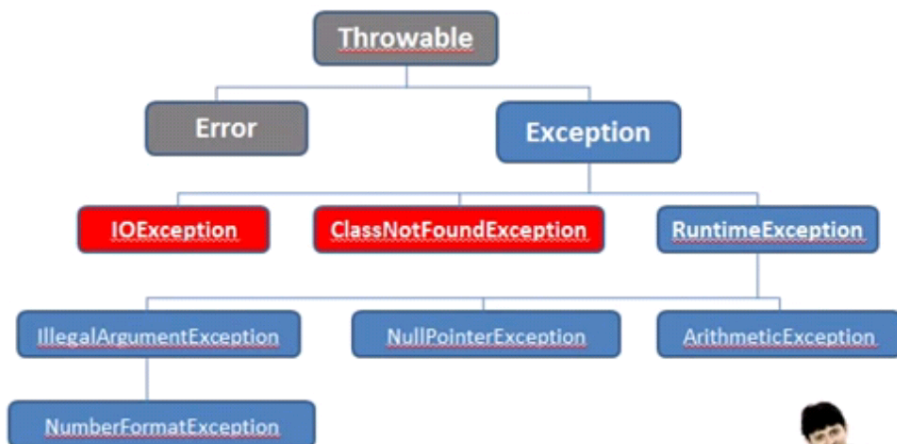 Throwable
Error
Exception
IOException
ClassNotFoundException
RuntimeException
IllegalArgumentException
NullPointerException
ArithmeticException
NumberFormatException